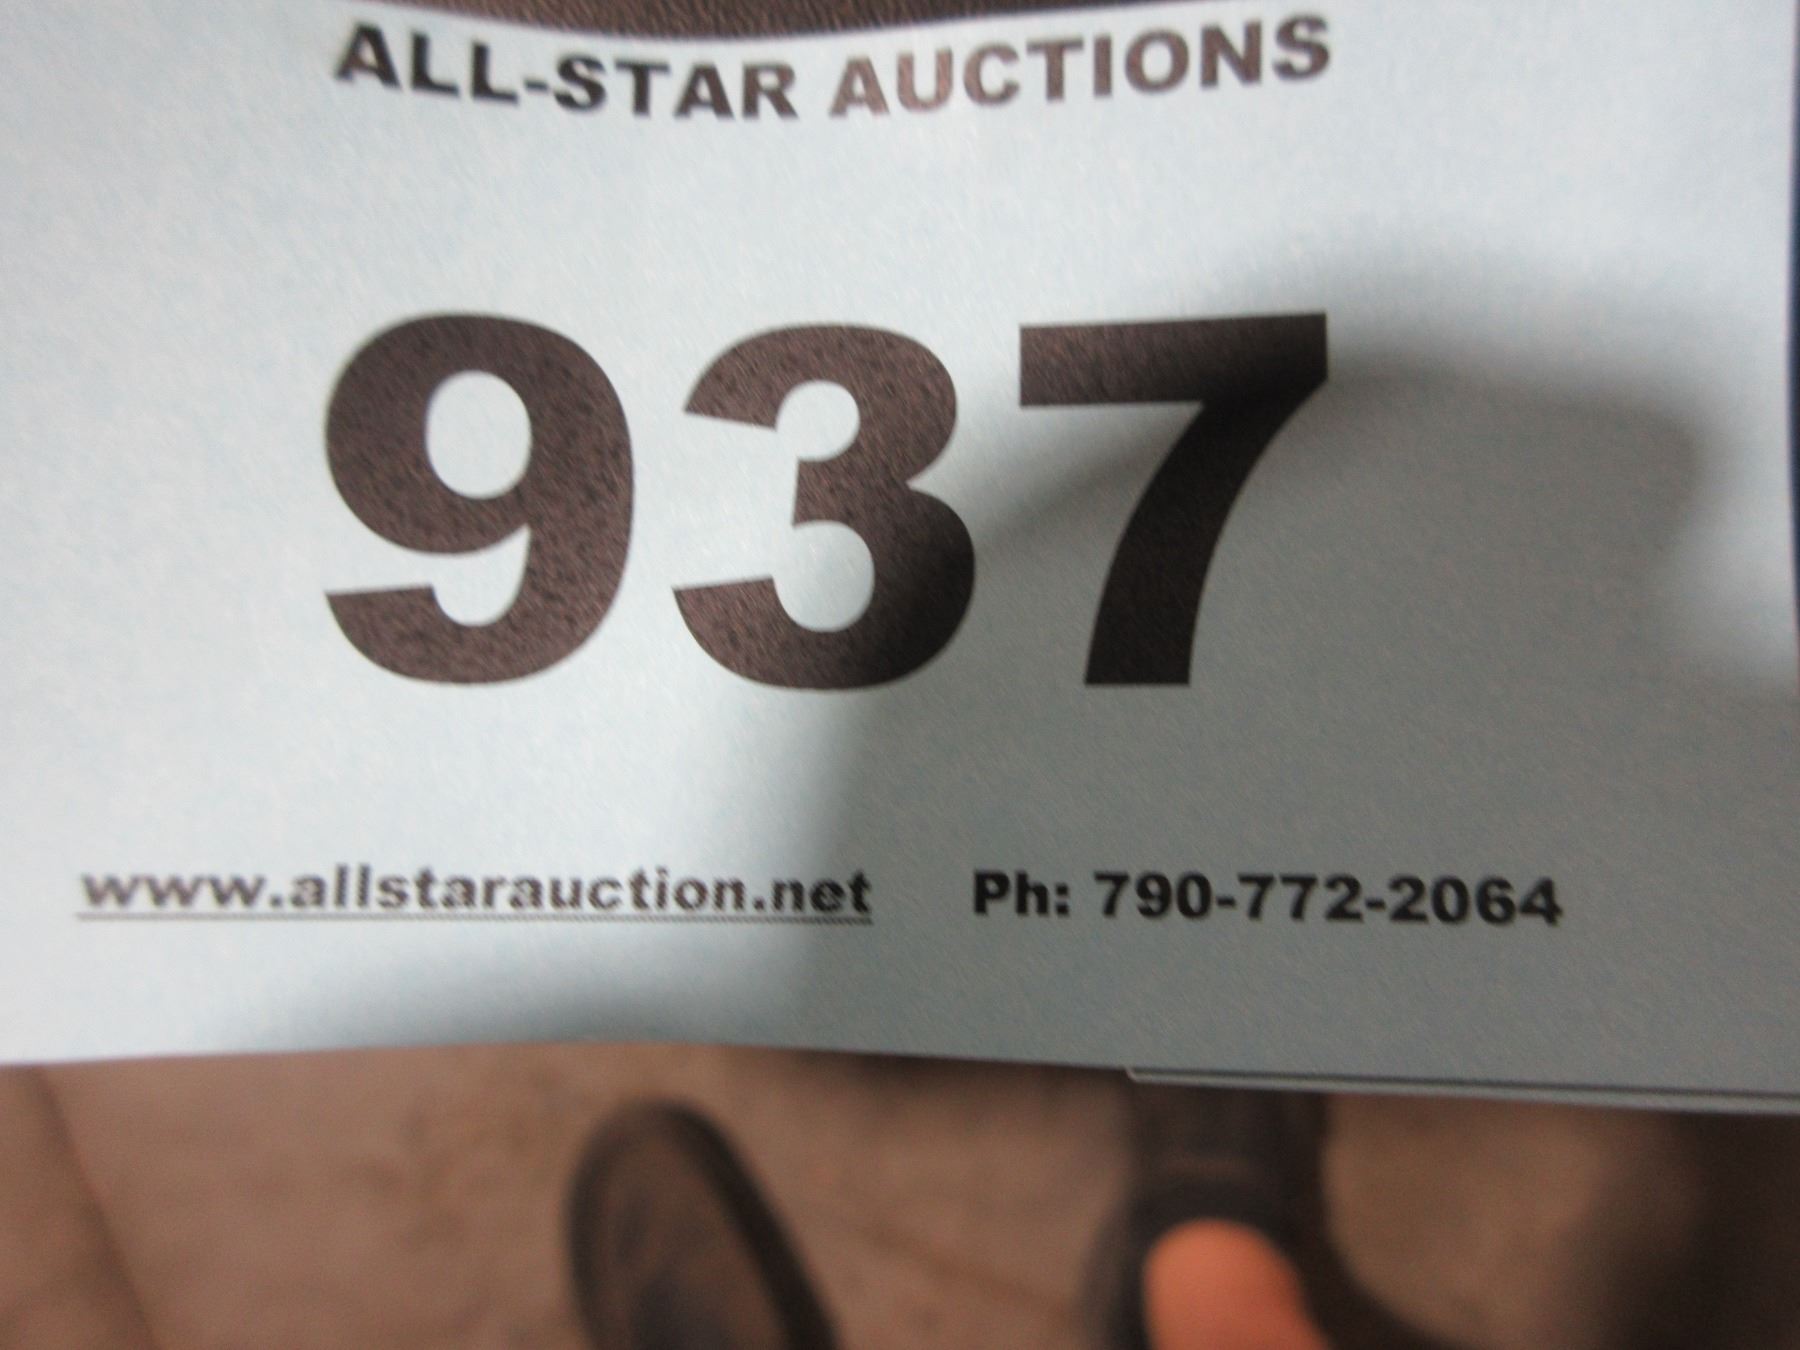 ALL-STAR AUCTIONS
937
www.allstarauction.net Ph: 790-772-2064